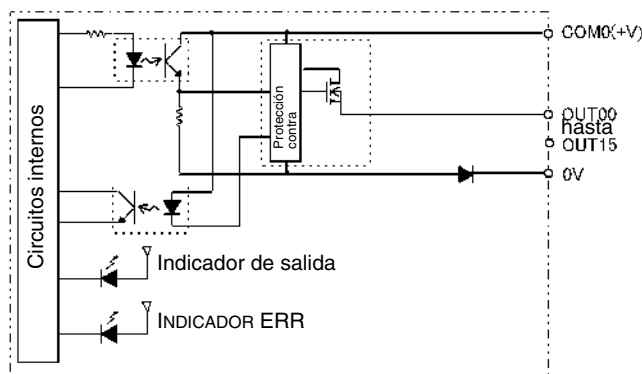 COM0(+V)
Circuitos internos
Protección
contra
OUT00
hasta
OUT15
0V
Indicador de salida
INDICADOR ERR